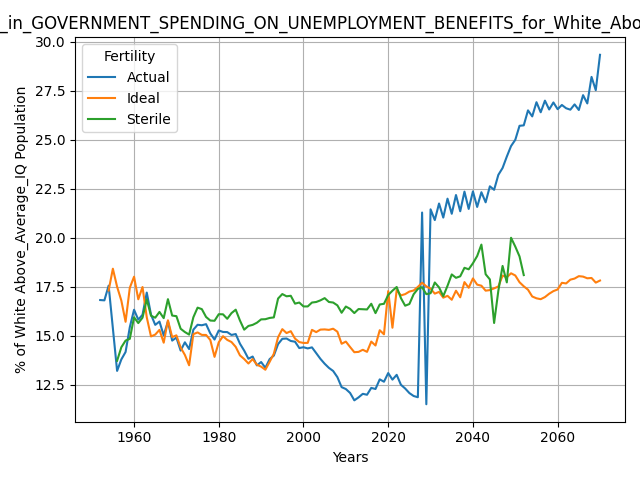 _in_GOVERNMENT_SPENDING_ON_UNEMPLOYMENT_BENEFITS_for_White_Abo
% of White Above_Average_IQ Population
30.0
27.5
25.0
22.5
20.0
17.5
15.0
12.5
Fertility
Actual
Ideal
Sterile
1960
1980
2000
2020
2040
2060
Years